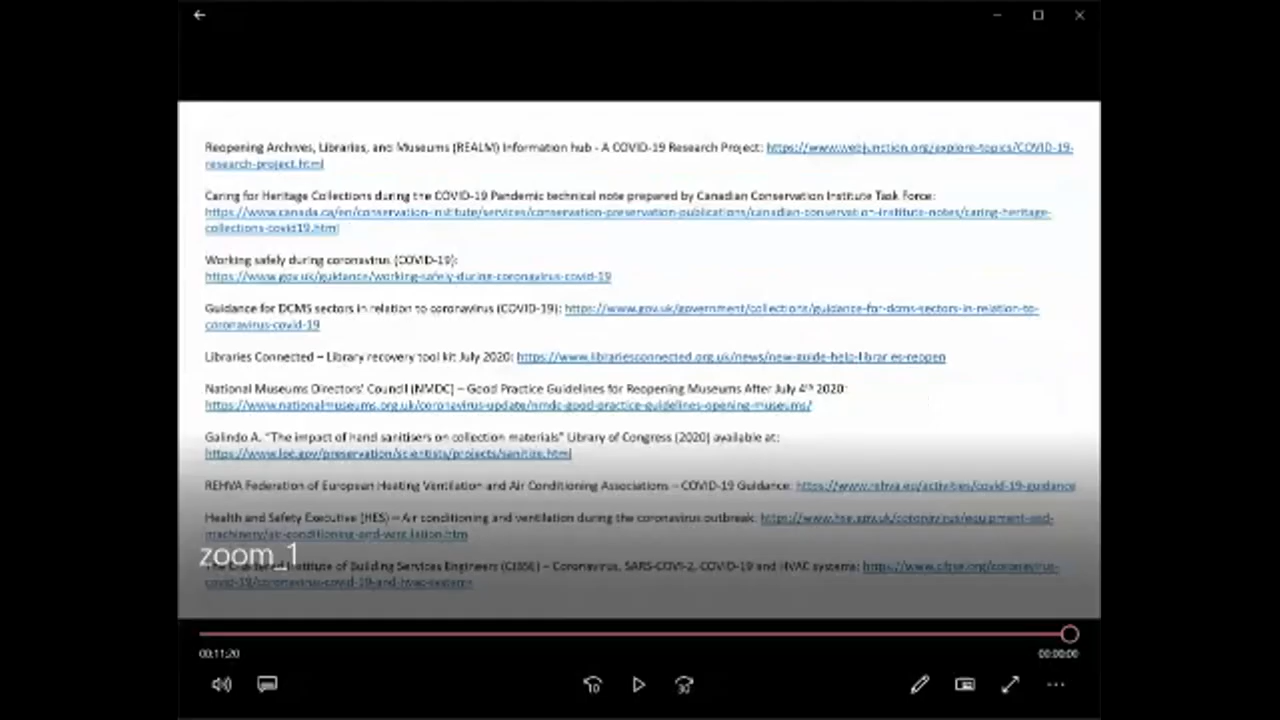 Reopening Archives, Libraries, and Museums (REALM) Information hub - A COVID-19 Research Project: https://www.webjunction.org/explore-topics/COVID-19-
research-project.html
Caring for Heritage Collections during the COVID-19 Pandemic technical note prepared by Canadian Conservation Institute Task Force:
https://www.canada.ca/en/conservation-institute/services/conservation-preservation-publications/canadian-conservation-institute-notes/caring-heritage-
collections-covid19.html
Working safely during coronavirus (COVID-19):
https://www.gov.uk/guidance/working-safely-during-coronavirus-covid-19
Guidance for DCMS sectors in relation to coronavirus (COVID-19): https://www.gov.uk/government/collections/guidance-for-dcms-sectors-in-relation-to-
coronavirus-covid-19
Libraries Connected – Library recovery tool kit July 2020: https://www.librariesconnected.org.uk/news/new-guide-help-libraries-reopen
National Museums Directors' Council (NMDC) – Good Practice Guidelines for Reopening Museums After July 4th 2020:
https://www.nationalmuseums.org.uk/coronavirus-update/nmdc-good-practice-guidelines-opening-museums/
Galindo A. "The impact of hand sanitisers on collection materials" Library of Congress (2020) available at:
https://www.loc.gov/preservation/scientists/projects/sanitize.html
REHVA Federation of European Heating Ventilation and Air Conditioning Associations – COVID-19 Guidance: https://www.rehva.eu/activities/covid-19-guidance
Health and Safety Executive (HES) – Air conditioning and ventilation during the coronavirus outbreak: https://www.hse.gov.uk/coronavirus/equipment-and-
machinery/air-conditioning-and-ventilation.htm
zoom_1
The Chartered Institute of Building Services Engineers (CIBSE) – Coronavirus, SARS-COVI-2, COVID-19 and HVAC systems: https://www.cibse.org/coronavirus-
covid-19/coronavirus-covid-19-and-hvac-systems
00:11:20
00:00:00
10
30